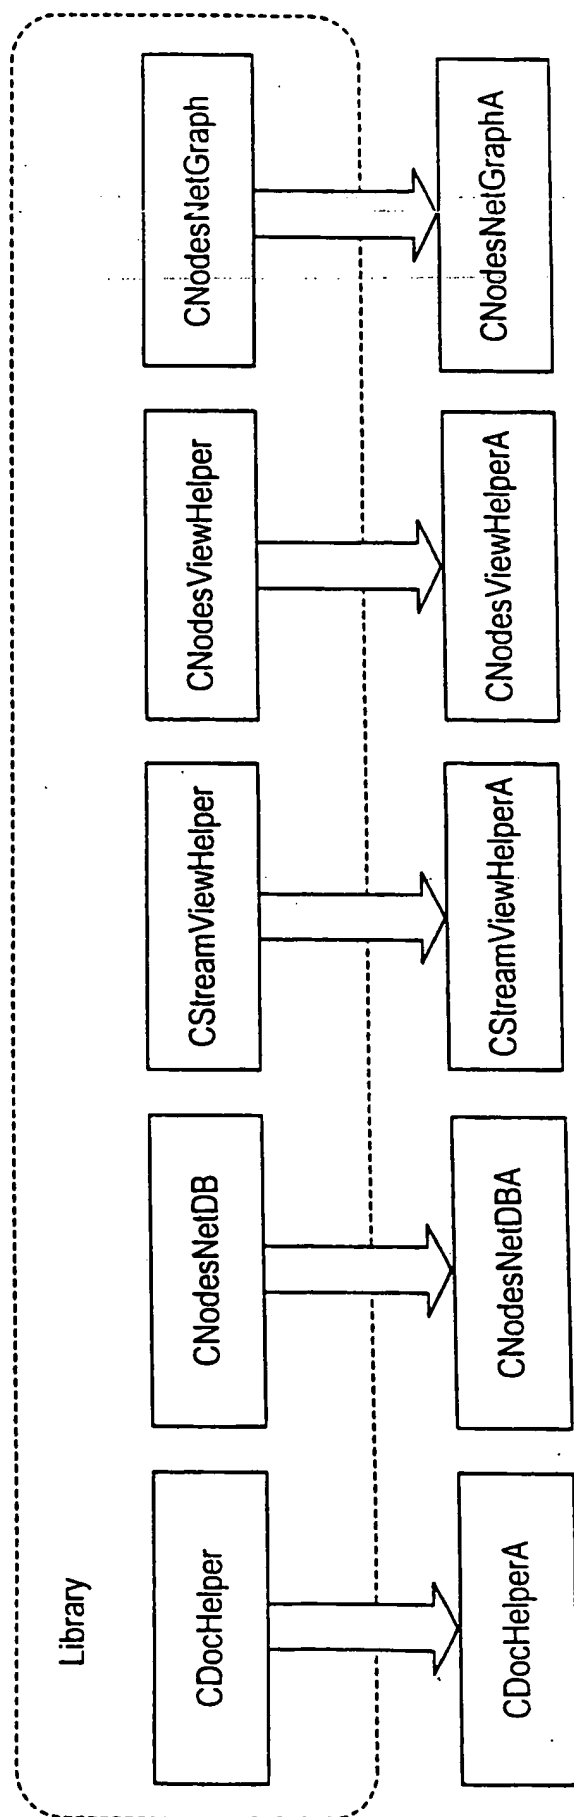 Library
CDocHelper
CNodesNetDB
CStreamViewHelper
CNodesViewHelper
CNodesNetGraph
CDocHelperA
CNodesNetDBA
CStreamViewHelperA
CNodesViewHelperA
CNodesNetGraphA